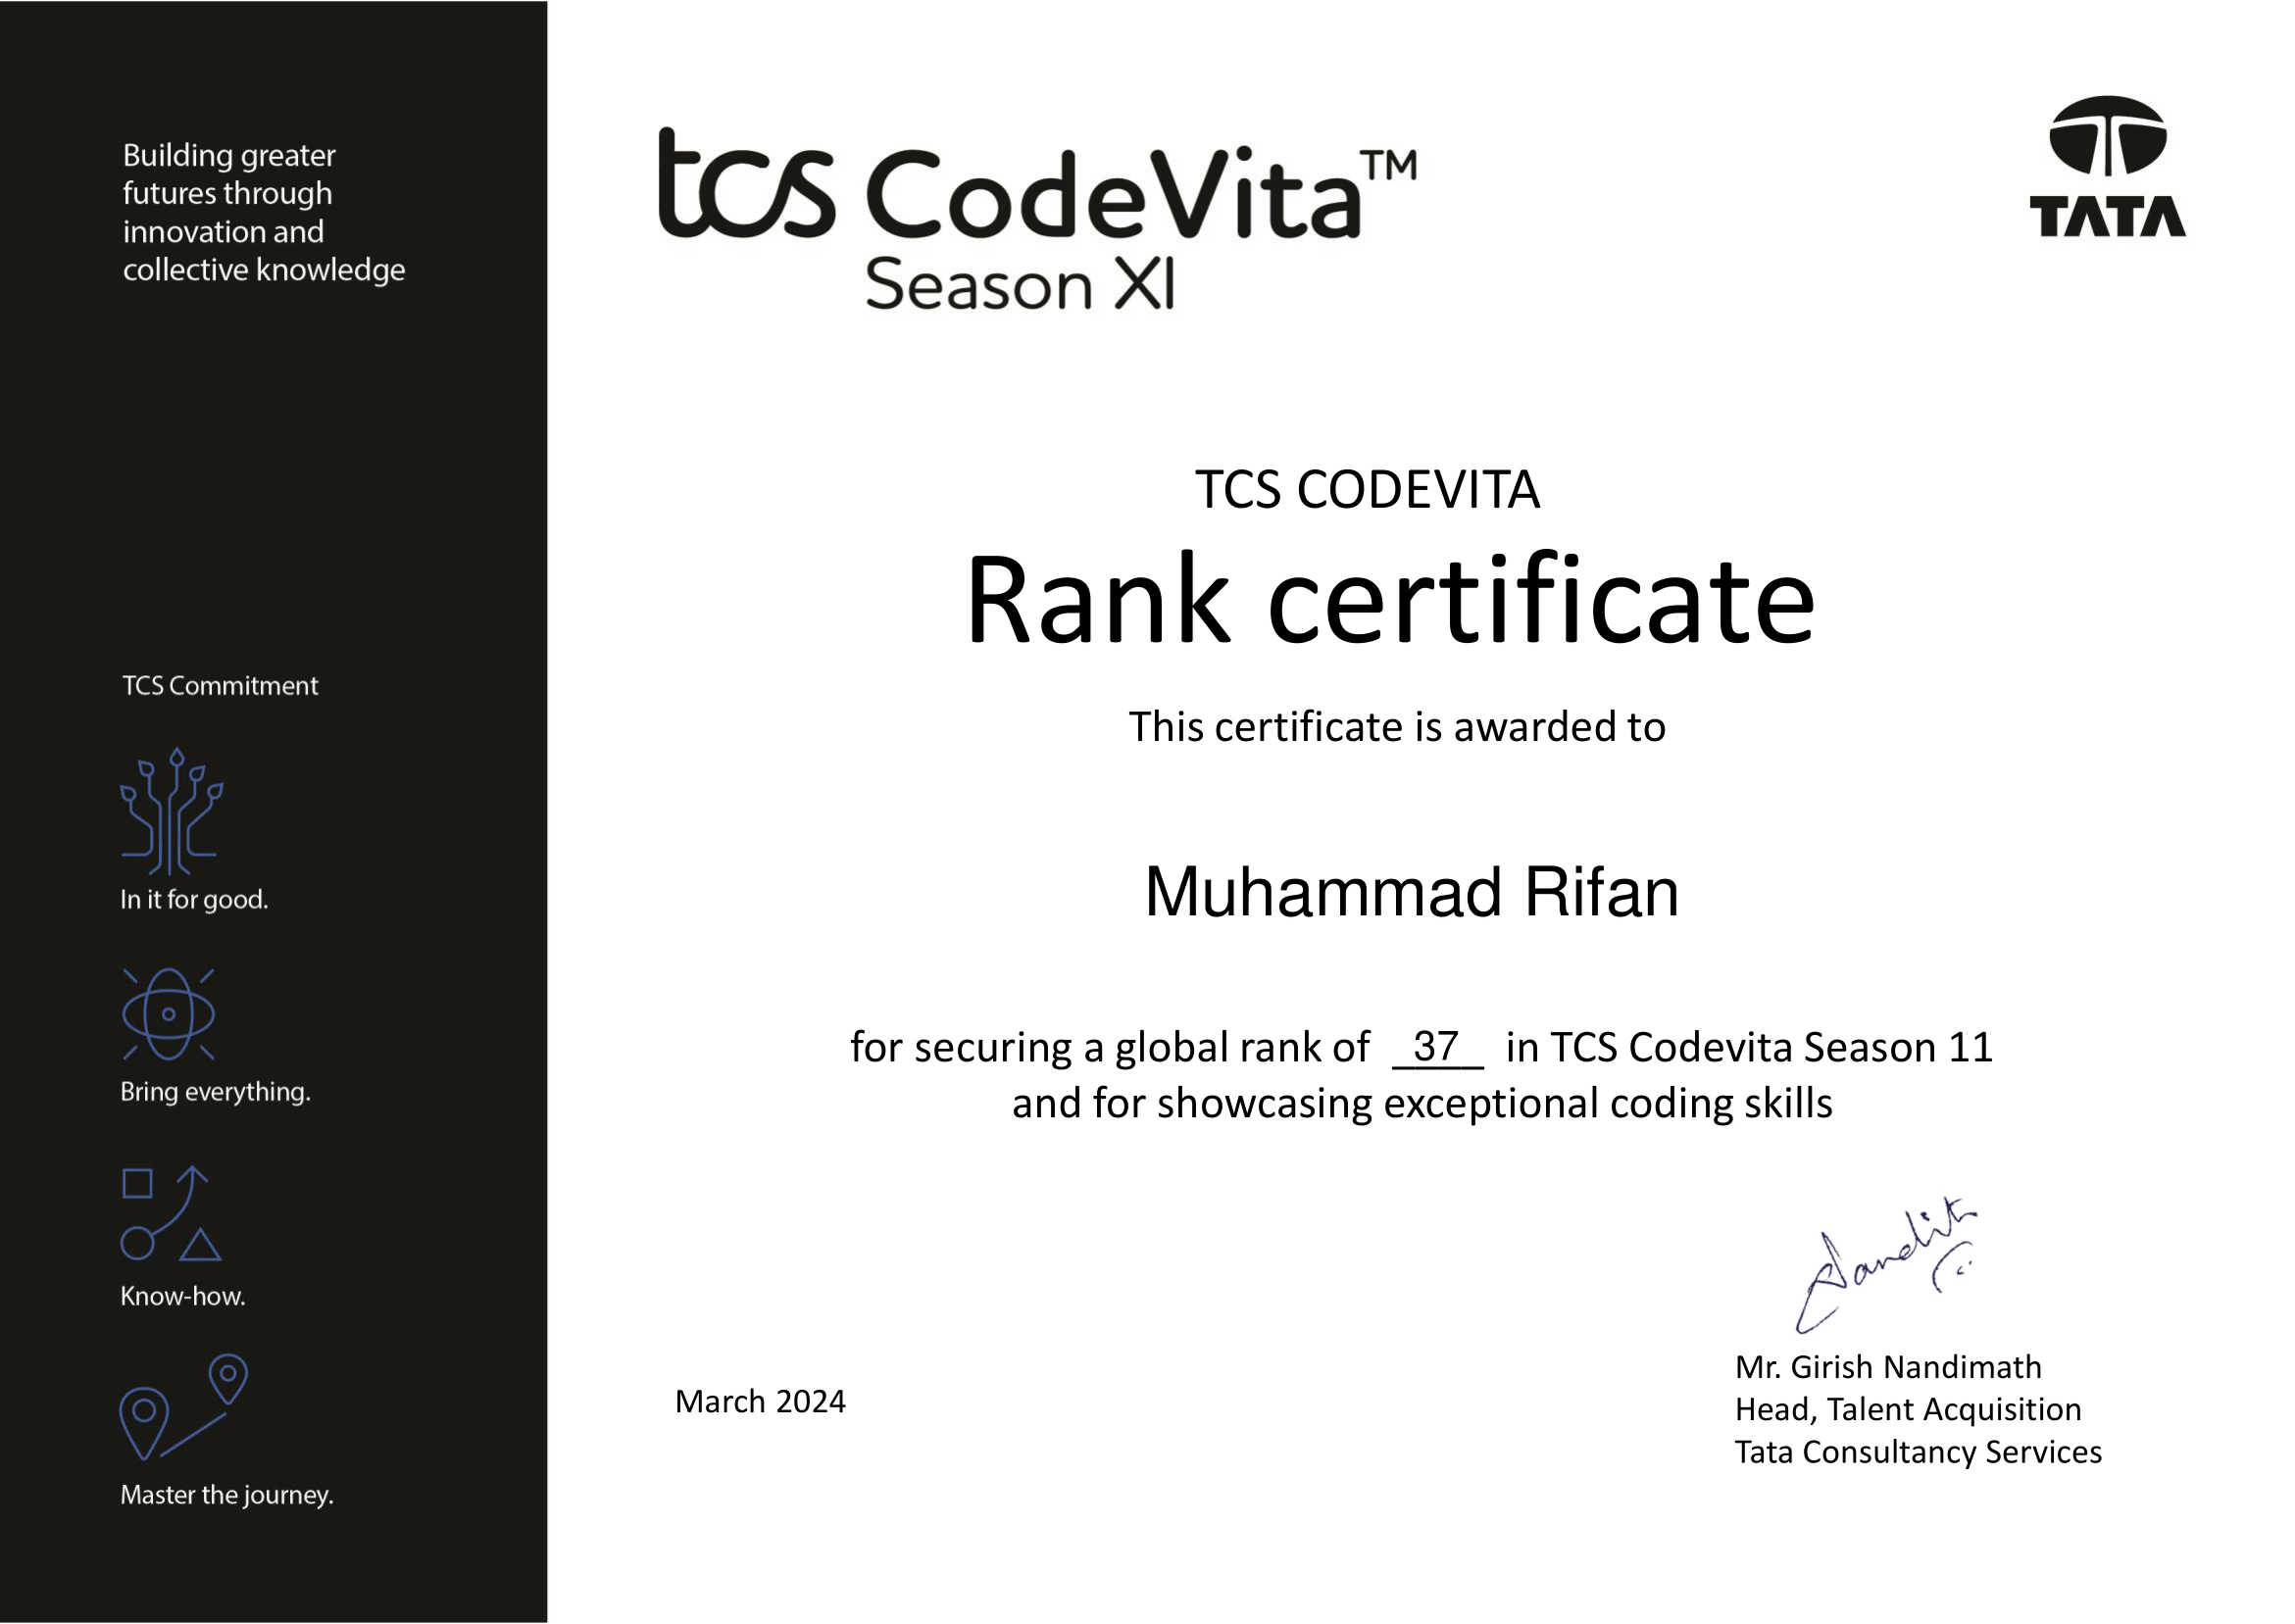 Building greater
futures through
innovation and
collective knowledge
TCS Commitment
In it for good.
Bring everything.
Know-how.
Master the journey.
tcs CodeVita™
Season XI
TATA
TCS CODEVITA
Rank certificate
This certificate is awarded to
Muhammad Rifan
for securing a global rank of 37 in TCS Codevita Season 11
and for showcasing exceptional coding skills
March 2024
Mr. Girish Nandimath
Head, Talent Acquisition
Tata Consultancy Services